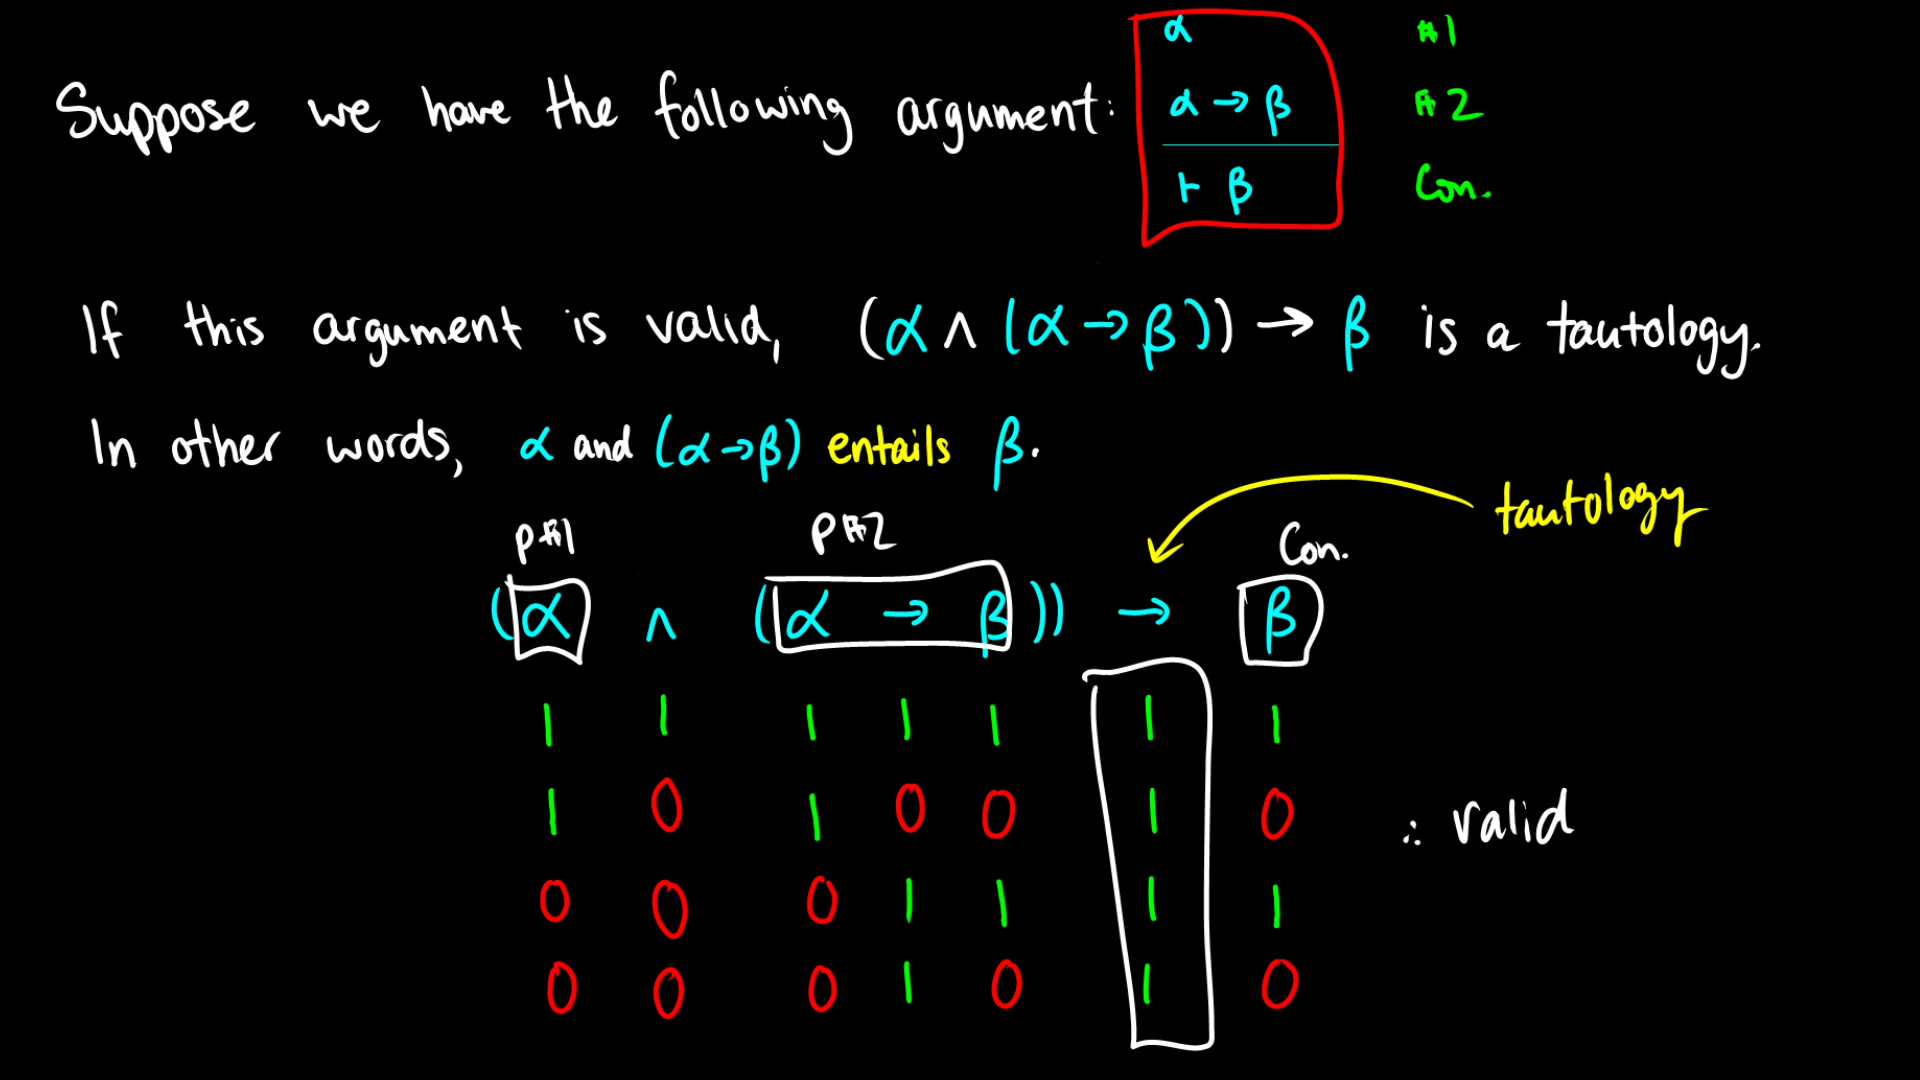 α #1
Suppose we have the following argument: α → β #2
⊢ β Con.
If this argument is valid, (α ∧ (α → β)) → β is a tautology.
In other words, α and (α → β) entails β.
tautology
P#1 P#2 Con.
(α ∧ (α → β)) → β
1 1 1 1 1 1 1
1 0 1 0 0 1 0
∴ valid
0 0 0 1 1 1 1
0 0 0 1 0 1 0